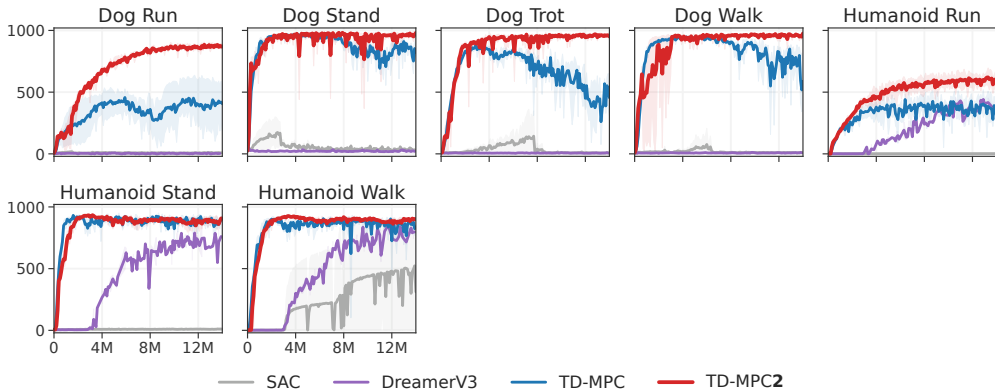 Dog Run Dog Stand Dog Trot Dog Walk Humanoid Run
1000
500
0
Humanoid Stand Humanoid Walk
1000
500
0
0 4M 8M 12M 0 4M 8M 12M
SAC DreamerV3 TD-MPC TD-MPC2